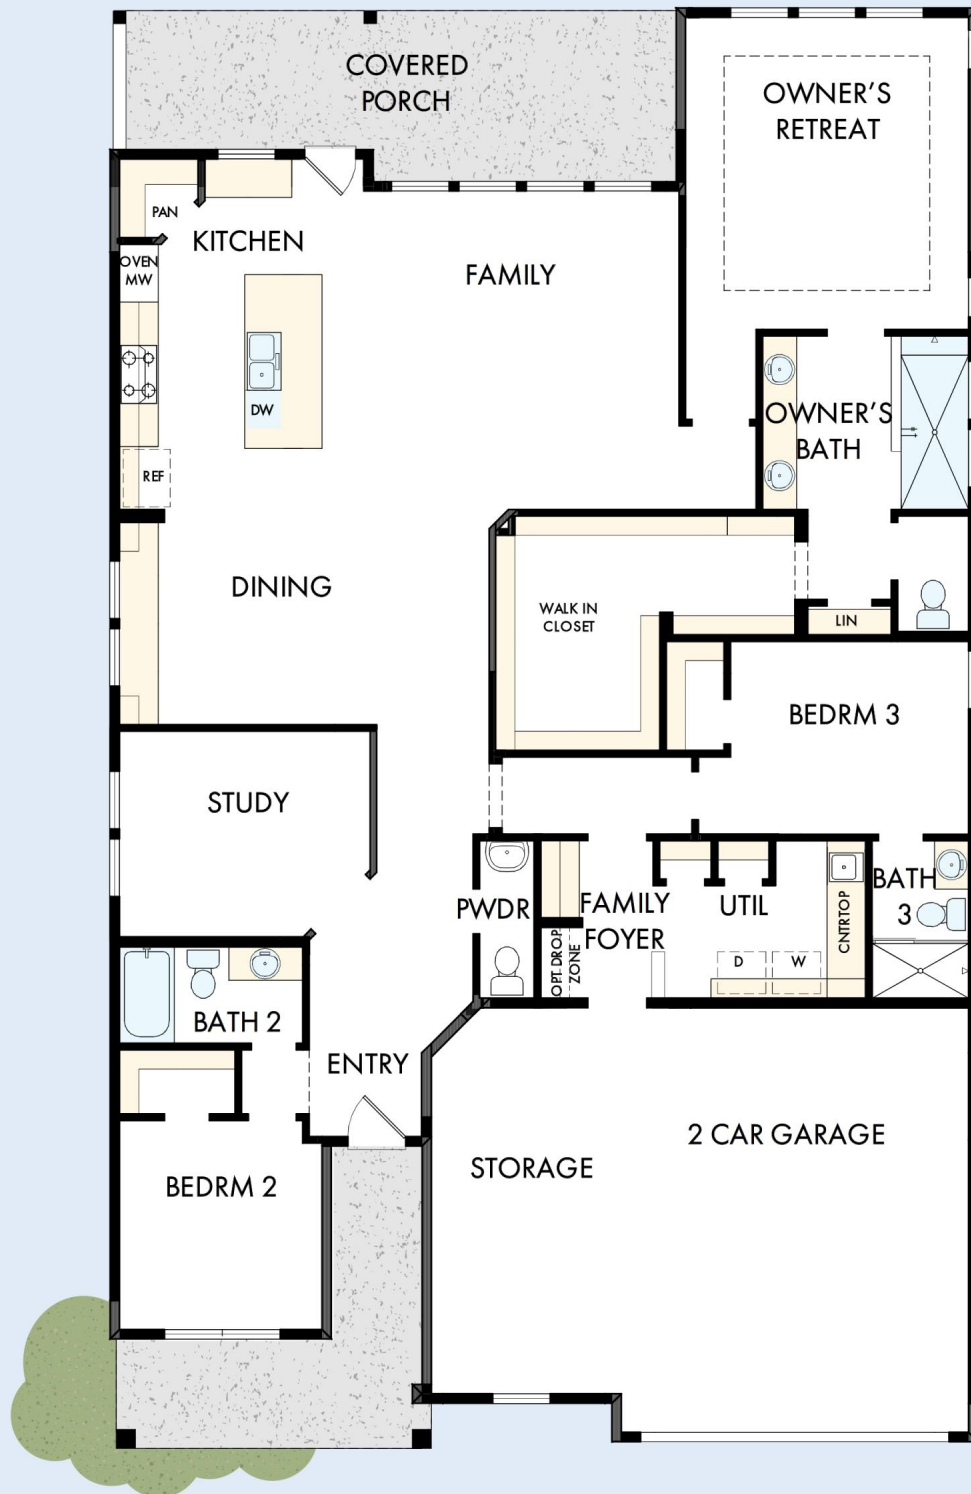 COVERED
PORCH
OWNER'S
RETREAT
PAN
KITCHEN
FAMILY
OVEN
MW
DW
OWNER'S
BATH
REF
DINING
WALK IN
CLOSET
LIN
BEDRM 3
STUDY
PWDR
FAMILY
FOYER
UTIL
CNTRTOP
BATH
3
OPT DROP
ZONE
D
W
BATH 2
ENTRY
2 CAR GARAGE
STORAGE
BEDRM 2